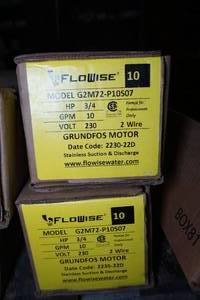 FLOWISE 10
MODEL G2M72-P10S07
HP 3/4
GPM 10
VOLT 230 2 Wire
GRUNDFOS MOTOR
Date Code: 2230-22D
Stainless Suction & Discharge
www.flowisewater.com
FLOWISE 10
MODEL G2M72-P10S07
HP 3/4
GPM 10
VOLT 230 2 Wire
GRUNDFOS MOTOR
Date Code: 2235-22D
Stainless Suction & Discharge
www.flowisewater.com